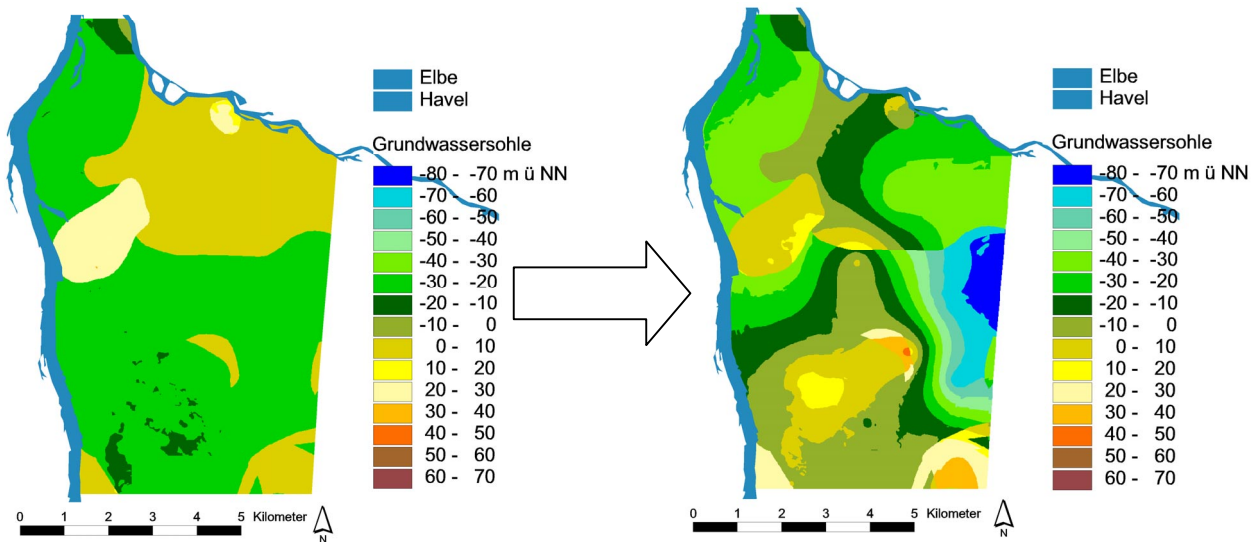 Elbe
Havel
Grundwassersohle
-80 - -70 m ü NN
-70 - -60
-60 - -50
-50 - -40
-40 - -30
-30 - -20
-20 - -10
-10 - 0
0 - 10
10 - 20
20 - 30
30 - 40
40 - 50
50 - 60
60 - 70
0 1 2 3 4 5 Kilometer
N
Elbe
Havel
Grundwassersohle
-80 - -70 m ü NN
-70 - -60
-60 - -50
-50 - -40
-40 - -30
-30 - -20
-20 - -10
-10 - 0
0 - 10
10 - 20
20 - 30
30 - 40
40 - 50
50 - 60
60 - 70
0 1 2 3 4 5 Kilometer
N